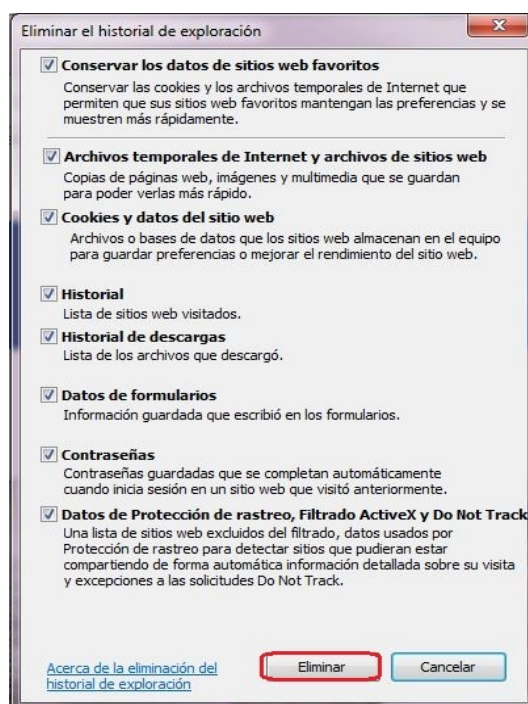 Eliminar el historial de exploración
Conservar los datos de sitios web favoritos
Conservar las cookies y los archivos temporales de Internet que
permiten que sus sitios web favoritos mantengan las preferencias y se
muestren más rápidamente.
Archivos temporales de Internet y archivos de sitios web
Copias de páginas web, imágenes y multimedia que se guardan
para poder verlas más rápido.
Cookies y datos del sitio web
Archivos o bases de datos que los sitios web almacenan en el equipo
para guardar preferencias o mejorar el rendimiento del sitio web.
Historial
Lista de sitios web visitados.
Historial de descargas
Lista de los archivos que descargó.
Datos de formularios
Información guardada que escribió en los formularios.
Contraseñas
Contraseñas guardadas que se completan automáticamente
cuando inicia sesión en un sitio web que visitó anteriormente.
Datos de Protección de rastreo, Filtrado ActiveX y Do Not Track
Una lista de sitios web excluidos del filtrado, datos usados por
Protección de rastreo para detectar sitios que pudieran estar
compartiendo de forma automática información detallada sobre su visita
y excepciones a las solicitudes Do Not Track.
Acerca de la eliminación del
historial de exploración
Eliminar
Cancelar